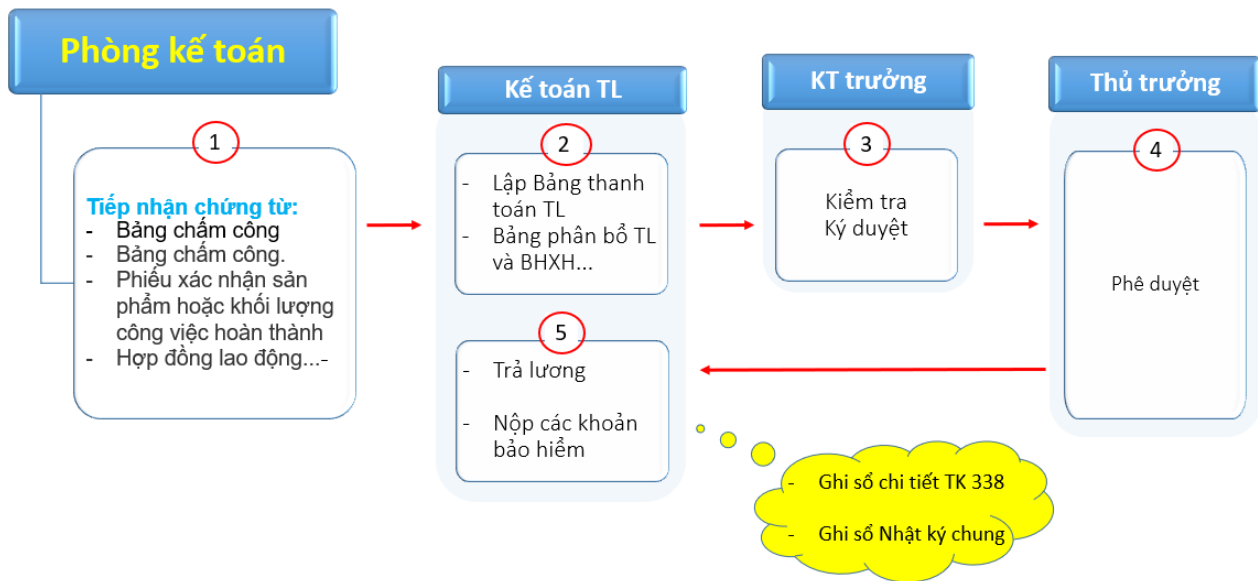 Phòng kế toán
1
Tiếp nhận chứng từ:
- Bảng chấm công
- Bảng chấm công.
- Phiếu xác nhận sản
phẩm hoặc khối lượng
công việc hoàn thành
- Hợp đồng lao động...-
Kế toán TL
2
- Lập Bảng thanh
toán TL
- Bảng phân bổ TL
và BHXH...
KT trưởng
3
Kiểm tra
Ký duyệt
Thủ trưởng
4
Phê duyệt
5
- Trả lương
- Nộp các khoản
bảo hiểm
- Ghi sổ chi tiết TK 338
- Ghi sổ Nhật ký chung